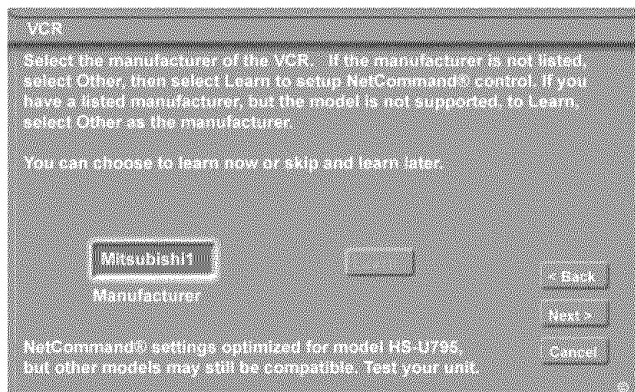 VCR
Select the manufacturer of the VCR. If the manufacturer is not listed,
select Other, then select Learn to setup NetCommand® control. If you
have a listed manufacturer, but the model is not supported, to Learn,
select Other as the manufacturer.
You can choose to learn now or skip and learn later.
Mitsubishi1
Manufacturer
< Back
Next >
NetCommand® settings optimized for model HS-U795,
but other models may still be compatible. Test your unit.
Cancel